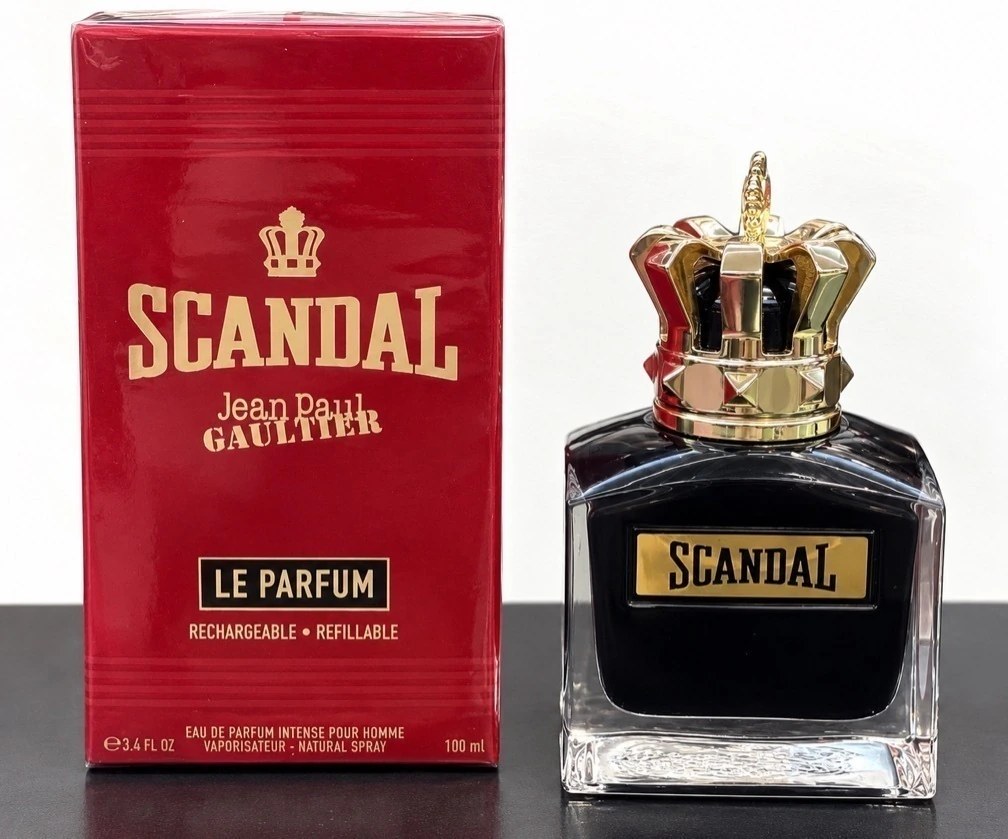 SCANDAL
Jean Paul
GAULTIER
LE PARFUM
RECHARGEABLE • REFILLABLE
EAU DE PARFUM INTENSE POUR HOMME
℮3.4 FL OZ VAPORISATEUR - NATURAL SPRAY 100 ml
SCANDAL